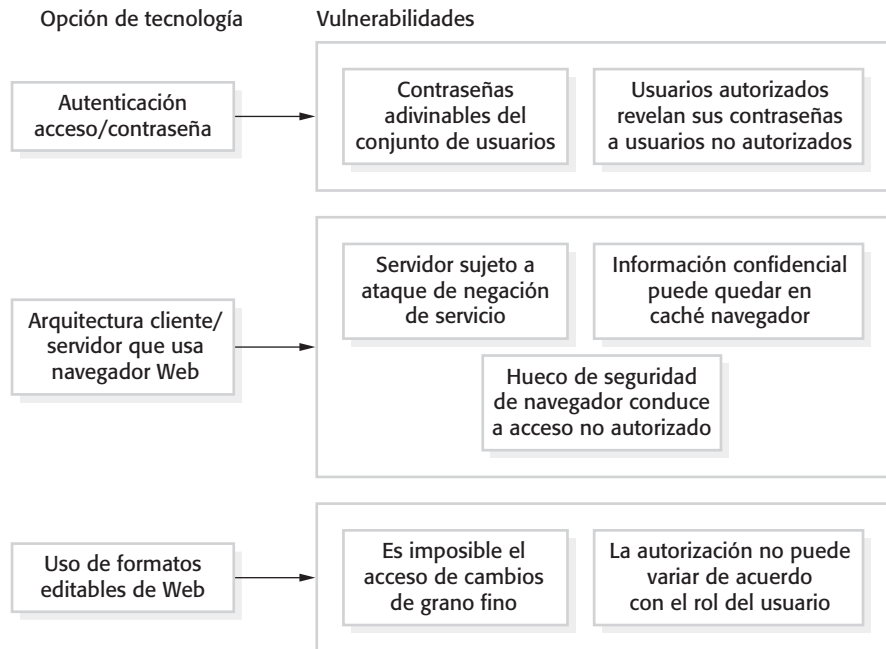 Opción de tecnología
Vulnerabilidades
Autenticación
acceso/contraseña
Contraseñas
adivinables del
conjunto de usuarios
Usuarios autorizados
revelan sus contraseñas
a usuarios no autorizados
Arquitectura cliente/
servidor que usa
navegador Web
Servidor sujeto a
ataque de negación
de servicio
Información confidencial
puede quedar en
caché navegador
Hueco de seguridad
de navegador conduce
a acceso no autorizado
Uso de formatos
editables de Web
Es imposible el
acceso de cambios
de grano fino
La autorización no puede
variar de acuerdo
con el rol del usuario